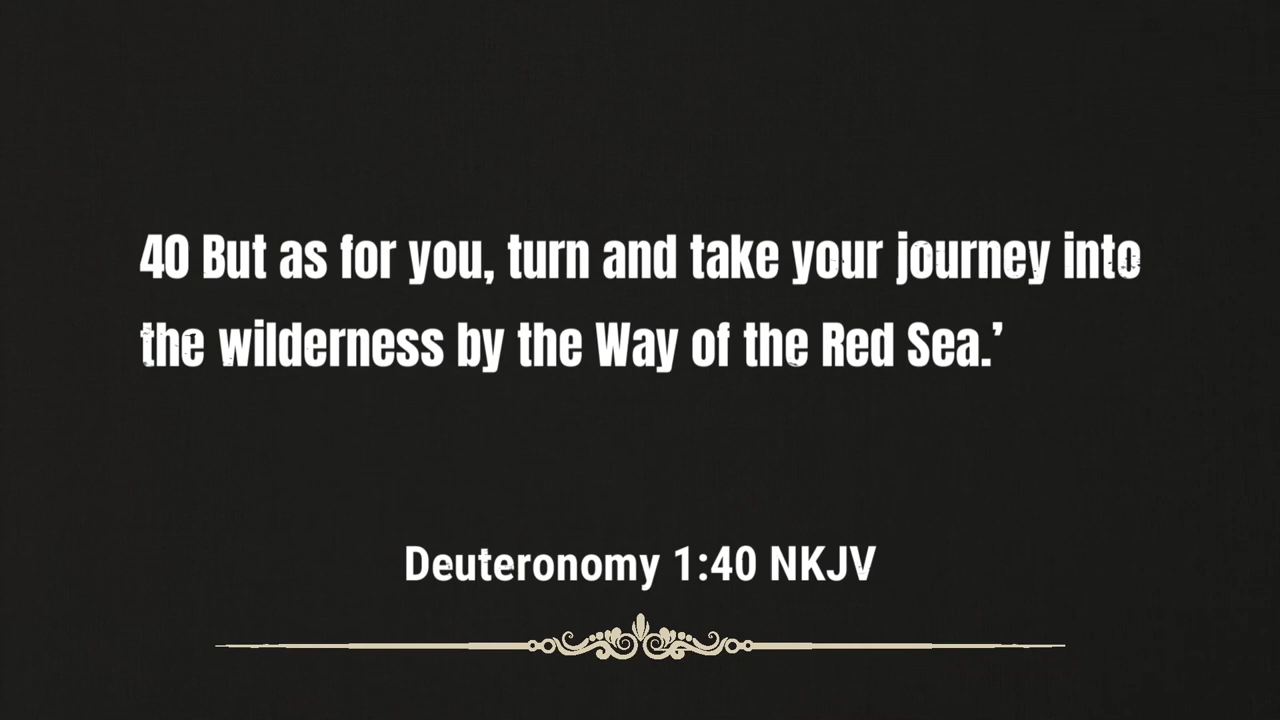 40 But as for you, turn and take your journey into
the wilderness by the Way of the Red Sea.’
Deuteronomy 1:40 NKJV